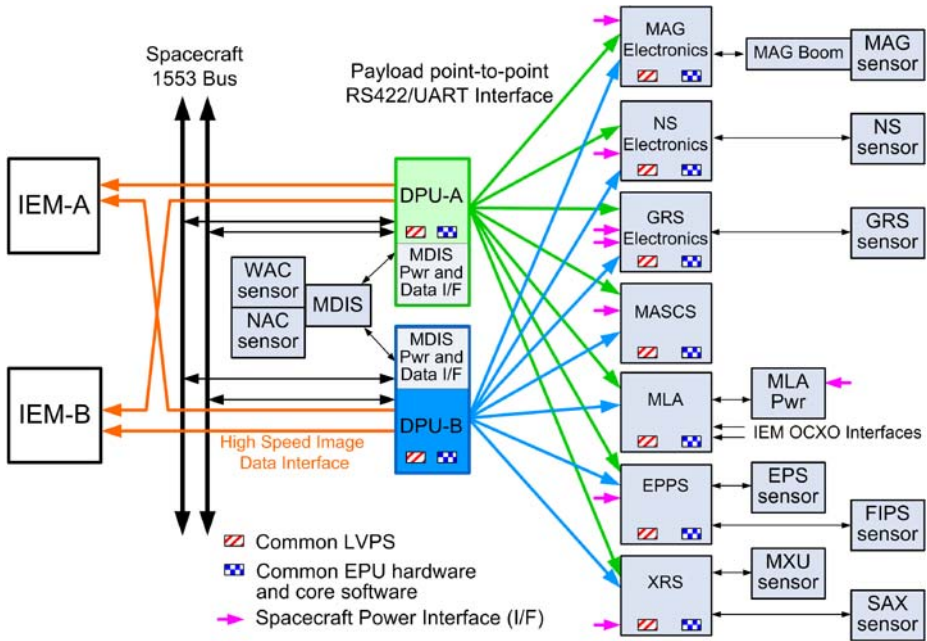 Spacecraft
1553 Bus
Payload point-to-point
RS422/UART Interface
IEM-A
IEM-B
DPU-A
MDIS
Pwr and
Data I/F
WAC
sensor
NAC
sensor
MDIS
MDIS
Pwr and
Data I/F
DPU-B
High Speed Image
Data Interface
MAG
Electronics
MAG Boom
MAG
sensor
NS
Electronics
NS
sensor
GRS
Electronics
GRS
sensor
MASCS
MLA
MLA
Pwr
IEM OCXO Interfaces
EPPS
EPS
sensor
FIPS
sensor
XRS
MXU
sensor
SAX
sensor
Common LVPS
Common EPU hardware
and core software
Spacecraft Power Interface (I/F)